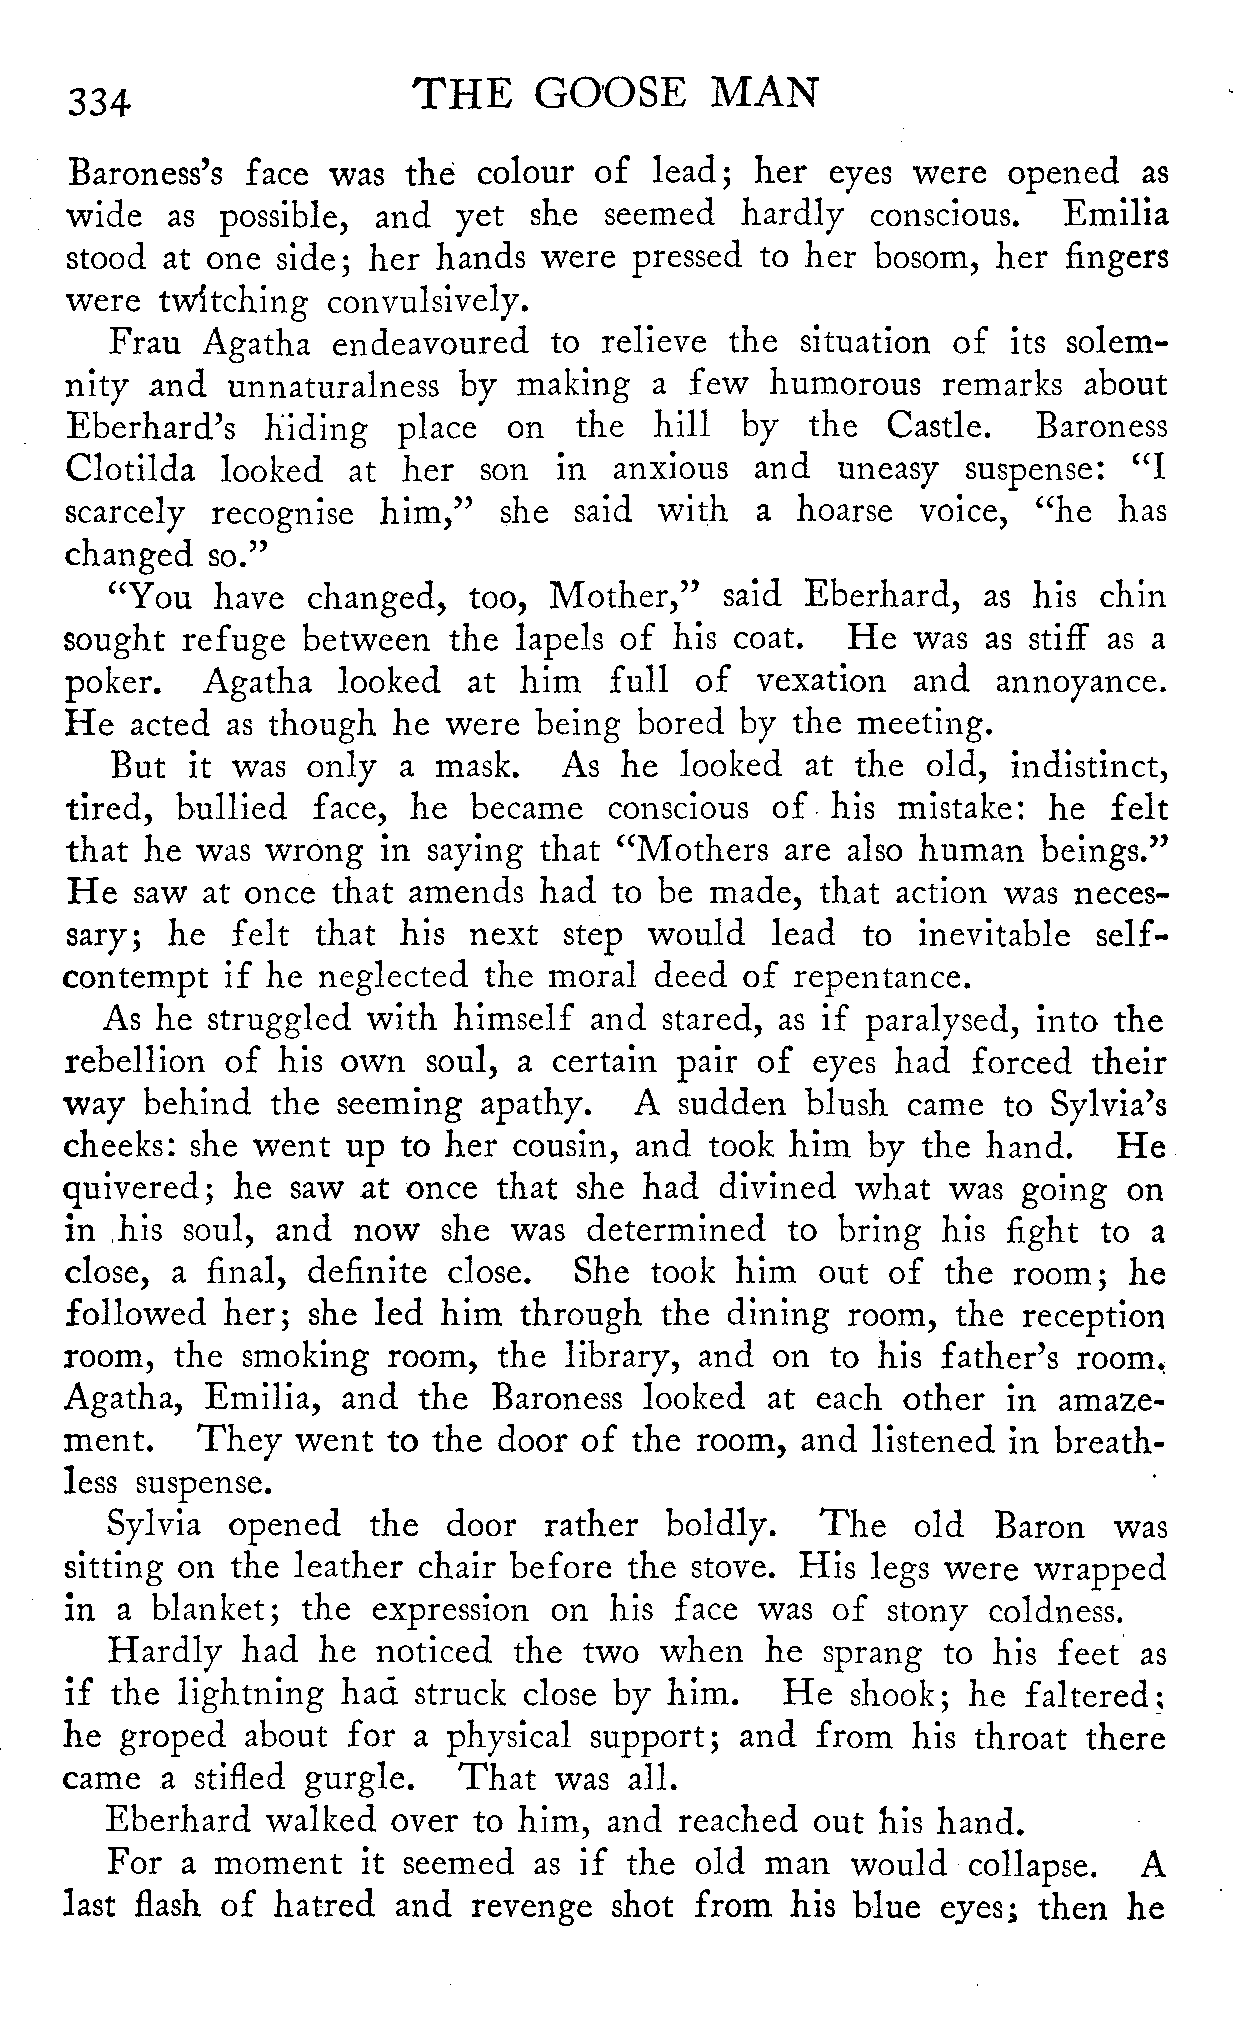 334 THE GOOSE MAN
Baroness's face was the colour of lead; her eyes were opened as
wide as possible, and yet she seemed hardly conscious. Emilia
stood at one side; her hands were pressed to her bosom, her fingers
were twitching convulsively.
Frau Agatha endeavoured to relieve the situation of its solem-
nity and unnaturalness by making a few humorous remarks about
Eberhard's hiding place on the hill by the Castle. Baroness
Clotilda looked at her son in anxious and uneasy suspense: "I
scarcely recognise him," she said with a hoarse voice, "he has
changed so."
"You have changed, too, Mother," said Eberhard, as his chin
sought refuge between the lapels of his coat. He was as stiff as a
poker. Agatha looked at him full of vexation and annoyance.
He acted as though he were being bored by the meeting.
But it was only a mask. As he looked at the old, indistinct,
tired, bullied face, he became conscious of his mistake: he felt
that he was wrong in saying that "Mothers are also human beings."
He saw at once that amends had to be made, that action was neces-
sary; he felt that his next step would lead to inevitable self-
contempt if he neglected the moral deed of repentance.
As he struggled with himself and stared, as if paralysed, into the
rebellion of his own soul, a certain pair of eyes had forced their
way behind the seeming apathy. A sudden blush came to Sylvia's
cheeks: she went up to her cousin, and took him by the hand. He
quivered; he saw at once that she had divined what was going on
in his soul, and now she was determined to bring his fight to a
close, a final, definite close. She took him out of the room; he
followed her; she led him through the dining room, the reception
room, the smoking room, the library, and on to his father's room.
Agatha, Emilia, and the Baroness looked at each other in amaze-
ment. They went to the door of the room, and listened in breath-
less suspense.
Sylvia opened the door rather boldly. The old Baron was
sitting on the leather chair before the stove. His legs were wrapped
in a blanket; the expression on his face was of stony coldness.
Hardly had he noticed the two when he sprang to his feet as
if the lightning had struck close by him. He shook; he faltered;
he groped about for a physical support; and from his throat there
came a stifled gurgle. That was all.
Eberhard walked over to him, and reached out his hand.
For a moment it seemed as if the old man would collapse. A
last flash of hatred and revenge shot from his blue eyes; then he